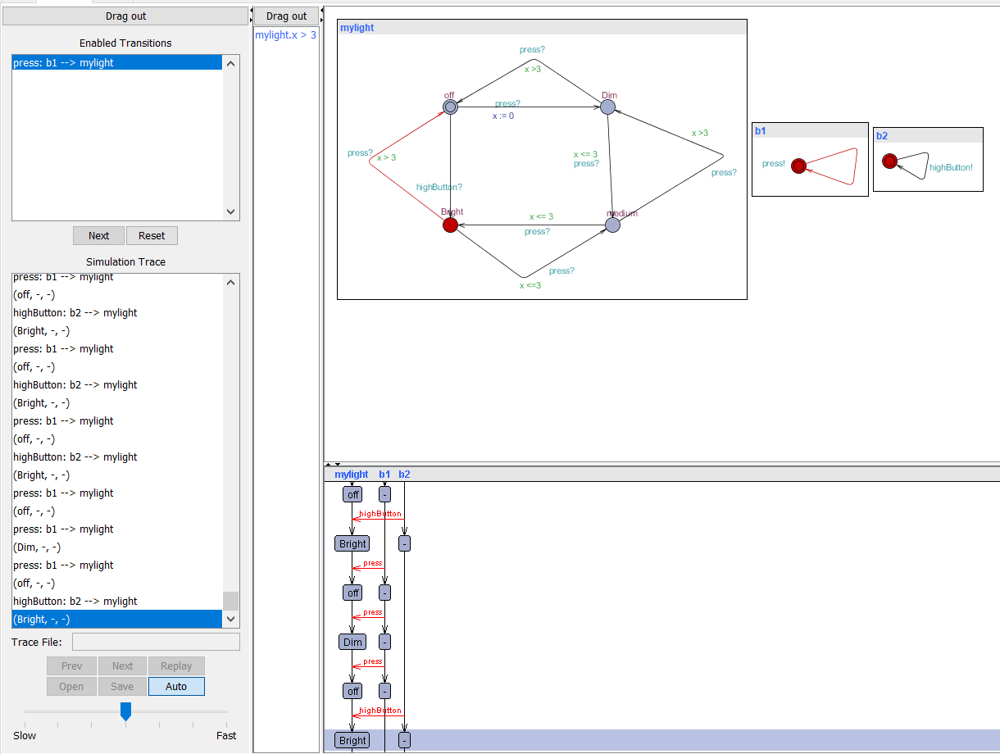 Drag out
Enabled Transitions
press: b1 --> mylight
Next
Reset
Simulation Trace
press: b1 --> mylight
(off, -, -)
highButton: b2 --> mylight
(Bright, -, -)
press: b1 --> mylight
(off, -, -)
highButton: b2 --> mylight
(Bright, -, -)
press: b1 --> mylight
(off, -, -)
highButton: b2 --> mylight
(Bright, -, -)
press: b1 --> mylight
(off, -, -)
press: b1 --> mylight
(Dim, -, -)
press: b1 --> mylight
(off, -, -)
highButton: b2 --> mylight
(Bright, -, -)
Trace File:
Prev
Next
Replay
Open
Save
Auto
Slow
Fast
Drag out
mylight.x > 3
mylight
press?
x >3
off
Dim
press?
x := 0
press?
x > 3
x <= 3
press?
x >3
press?
highButton?
Bright
medium
x <= 3
press?
press?
x <=3
b1
press!
b2
highButton!
mylight b1 b2
off
-
highButton
Bright
-
press
off
-
press
Dim
-
press
off
-
highButton
Bright
-